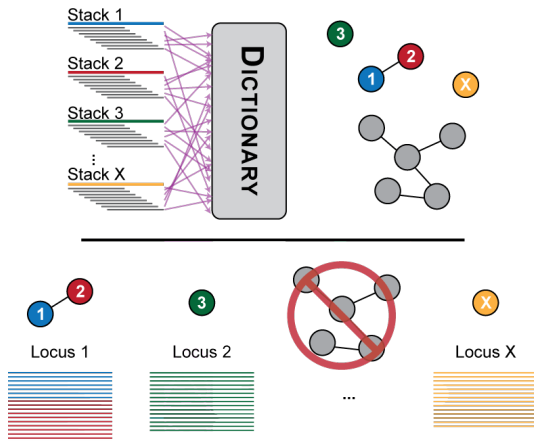 Stack 1
Stack 2
Stack 3
...
Stack X
DICTIONARY
3
2
1
X
2
1
3
X
Locus 1
Locus 2
Locus X
...